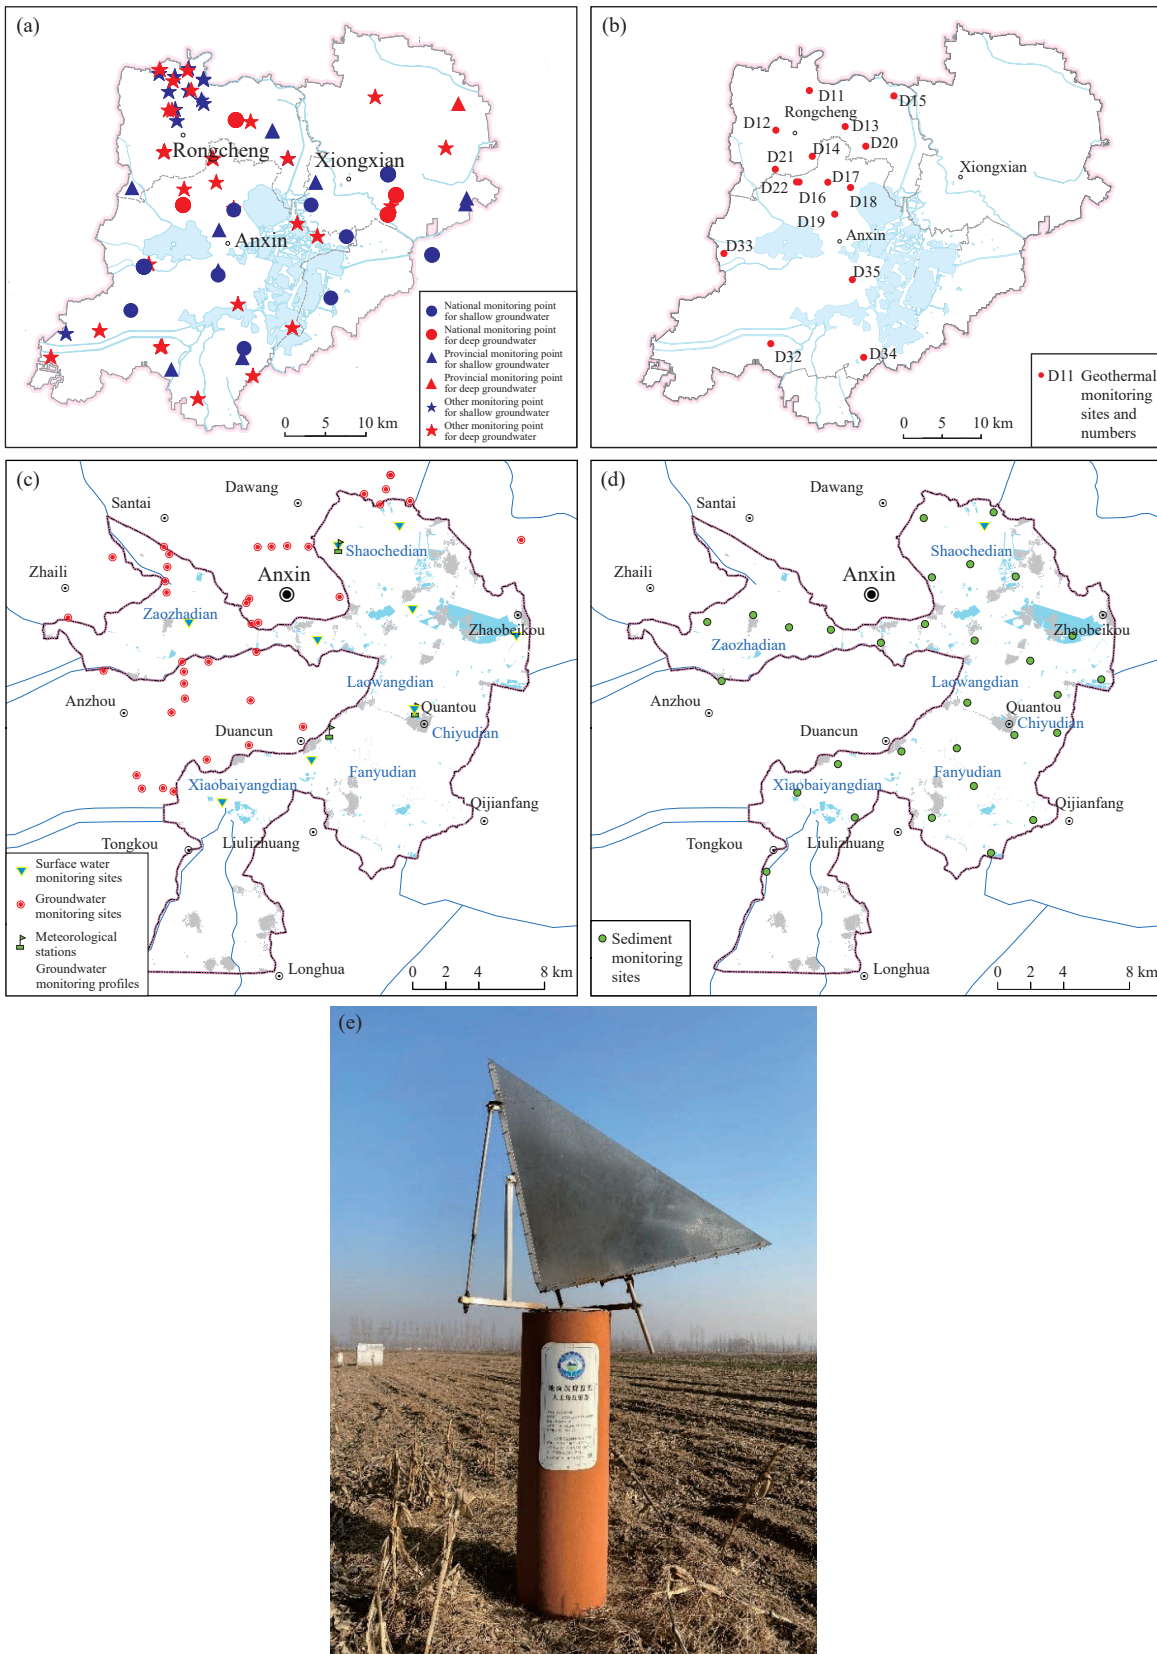 (a)
Rongcheng
Xiongxian
Anxin
National monitoring point
for shallow groundwater
National monitoring point
for deep groundwater
Provincial monitoring point
for shallow groundwater
Provincial monitoring point
for deep groundwater
Other monitoring point
for shallow groundwater
Other monitoring point
for deep groundwater
0 5 10 km
(b)
D11
D15
Rongcheng
D12
D13
D14
D20
D21
Xiongxian
D22
D17
D16
D18
D19
Anxin
D33
D35
D32
D34
D11 Geothermal
monitoring
sites and
numbers
0 5 10 km
(c)
Santai
Dawang
Shaochedian
Zhaili
Anxin
Zaozhadian
Zhaobeikou
Laowangdian
Anzhou
Quantou
Duancun
Chiyudian
Xiaobaiyangdian
Fanyudian
Qijianfang
Tongkou
Liulizhuang
Longhua
Surface water
monitoring sites
Groundwater
monitoring sites
Meteorological
stations
Groundwater
monitoring profiles
0 2 4 8 km
(d)
Santai
Dawang
Shaochedian
Zhaili
Anxin
Zaozhadian
Zhaobeikou
Laowangdian
Anzhou
Quantou
Duancun
Chiyudian
Xiaobaiyangdian
Fanyudian
Qijianfang
Tongkou
Liulizhuang
Longhua
Sediment
monitoring
sites
0 2 4 8 km
(e)